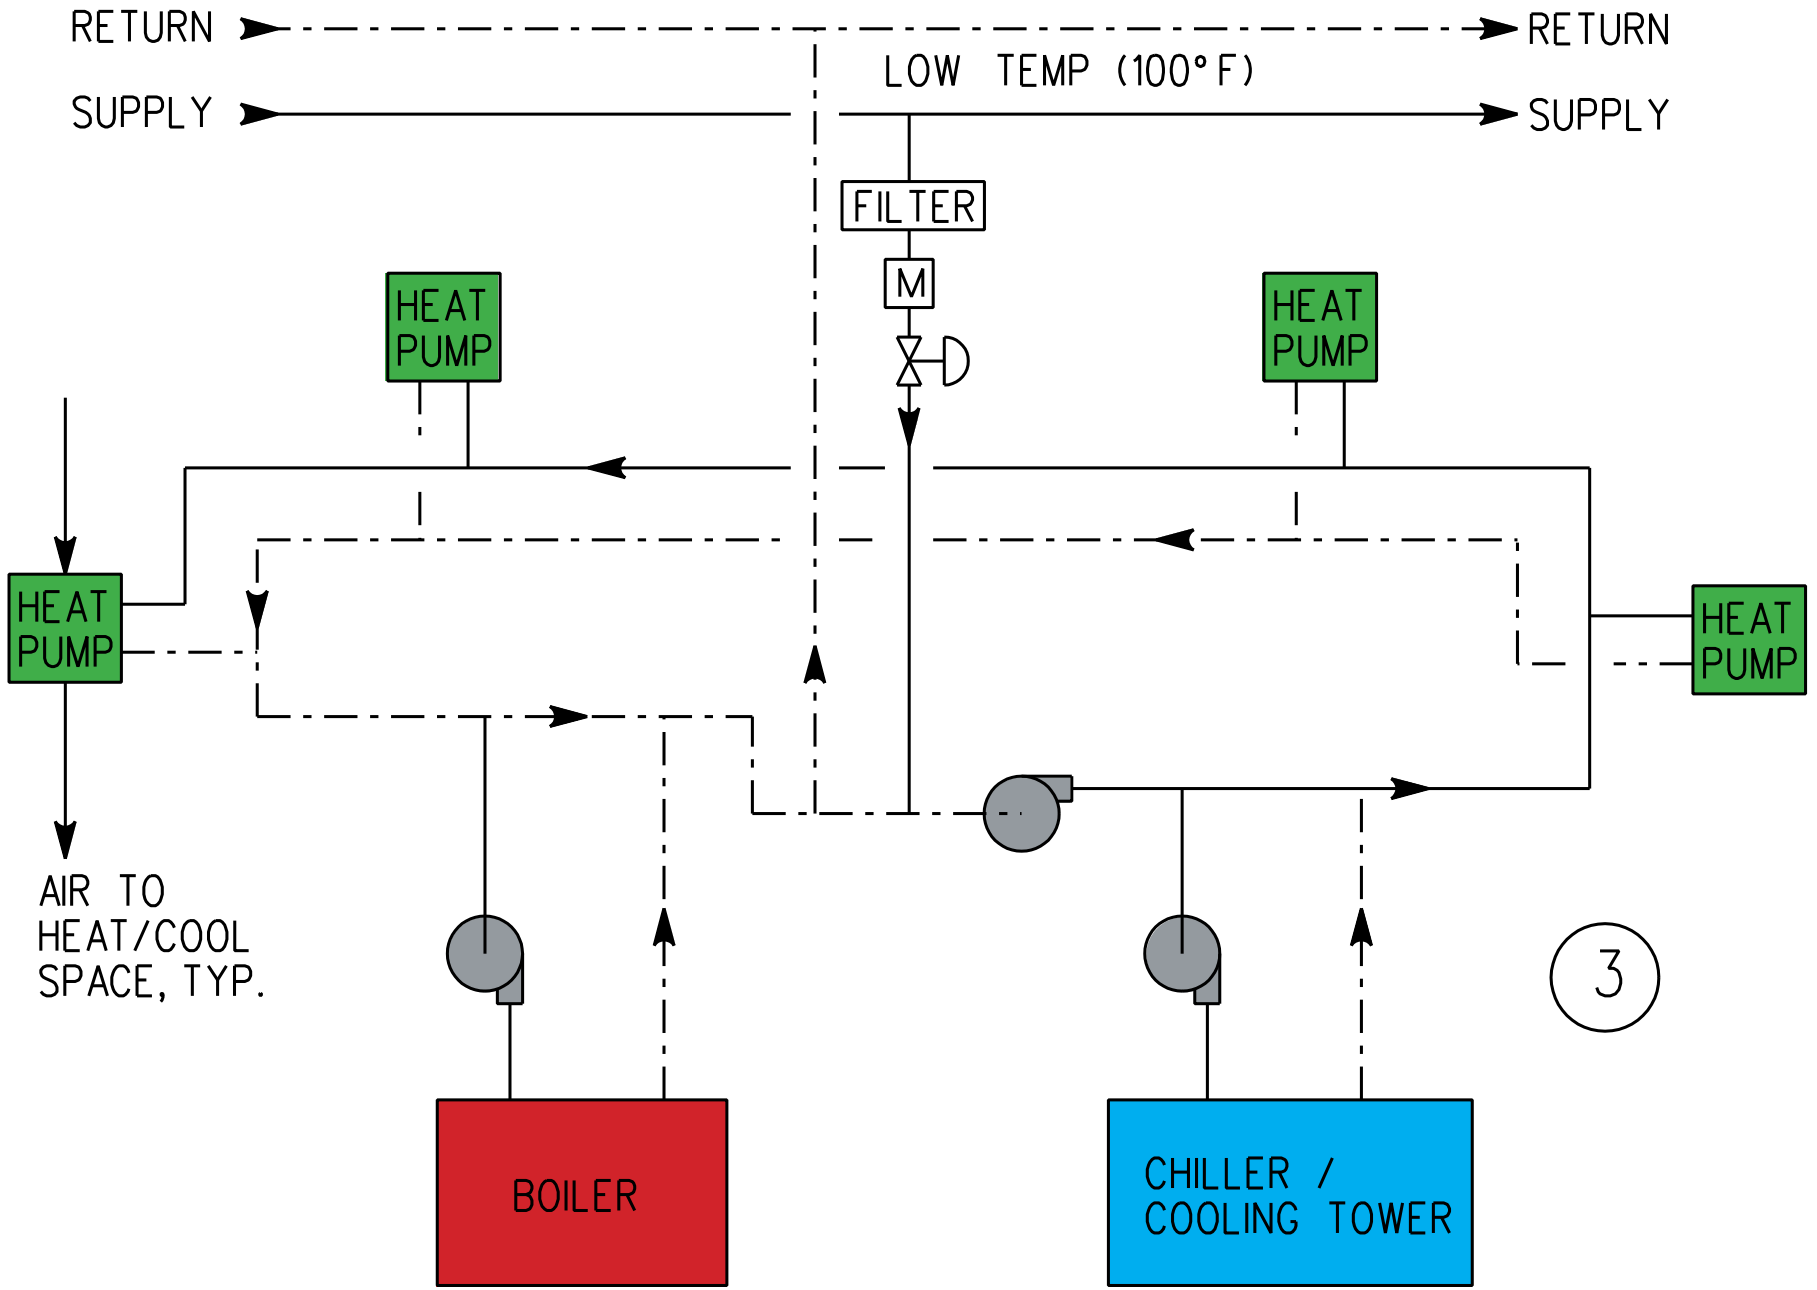 RETURN
RETURN
LOW TEMP (100°F)
SUPPLY
SUPPLY
FILTER
M
HEAT
PUMP
HEAT
PUMP
HEAT
PUMP
HEAT
PUMP
AIR TO
HEAT/COOL
SPACE, TYP.
3
BOILER
CHILLER /
COOLING TOWER